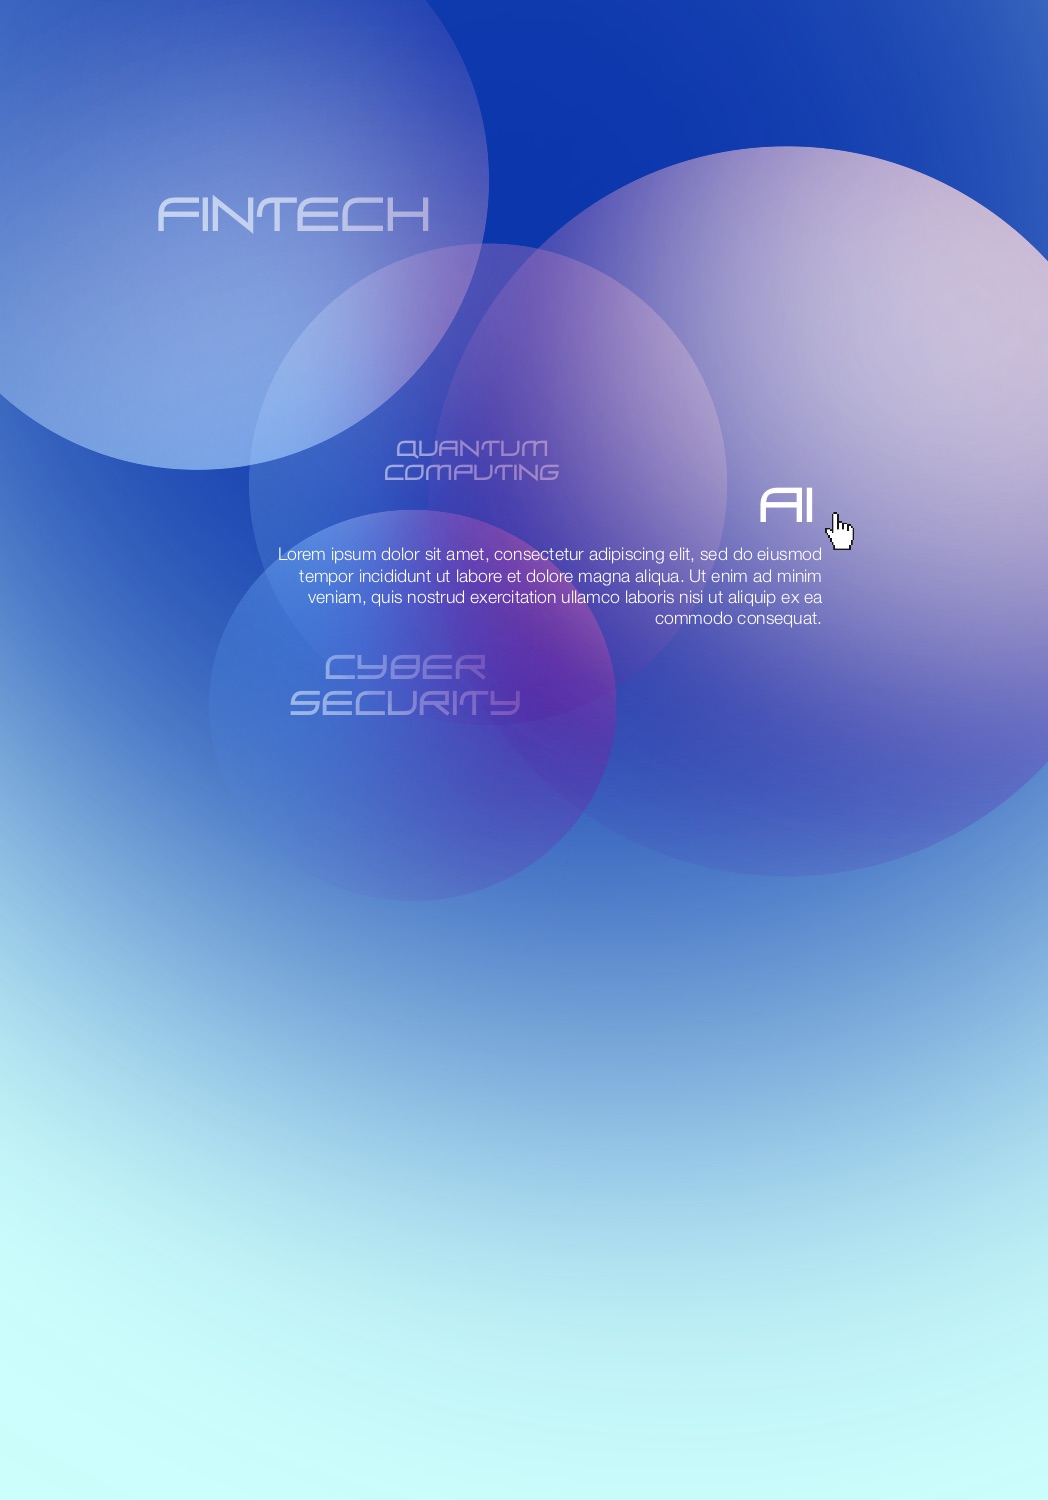 FINTECH
QUANTUM
COMPUTING
AI
Lorem ipsum dolor sit amet, consectetur adipiscing elit, sed do eiusmod
tempor incididunt ut labore et dolore magna aliqua. Ut enim ad minim
veniam, quis nostrud exercitation ullamco laboris nisi ut aliquip ex ea
commodo consequat.
CYBER
SECURITY